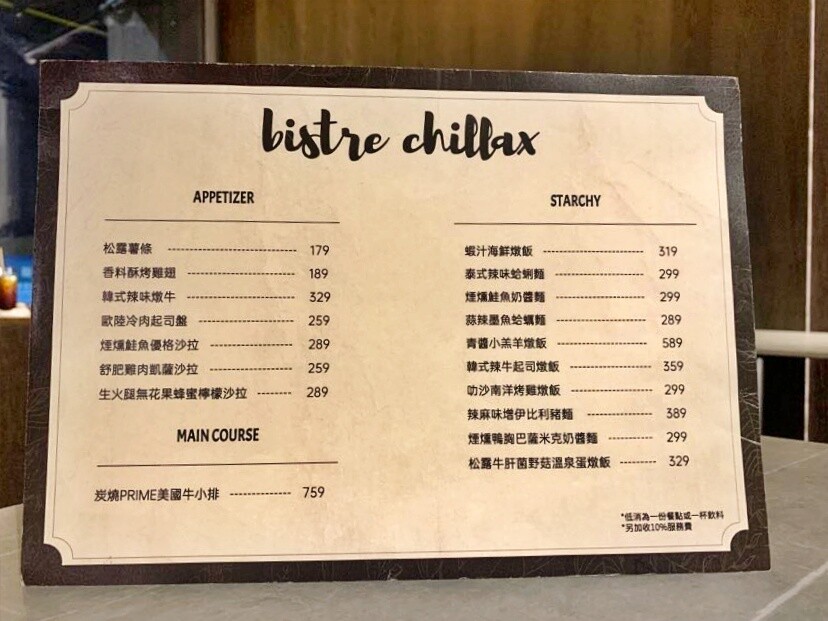 bistre chillax
APPETIZER
松露薯條 179
香料酥烤雞翅 189
韓式辣味燉牛 329
歐陸冷肉起司盤 259
煙燻鮭魚優格沙拉 289
舒肥雞肉凱薩沙拉 259
生火腿無花果蜂蜜檸檬沙拉 289
MAIN COURSE
炭燒PRIME美國牛小排 759
STARCHY
蝦汁海鮮燉飯 319
泰式辣味蛤蜊麵 299
煙燻鮭魚奶醬麵 299
蒜辣墨魚蛤蠣麵 289
青醬小羔羊燉飯 589
韓式辣牛起司燉飯 359
叻沙南洋烤雞燉飯 299
辣麻味增伊比利豬麵 389
煙燻鴨胸巴薩米克奶醬麵 299
松露牛肝菌野菇溫泉蛋燉飯 329
*低消為一份餐點或一杯飲料
*另加收10%服務費